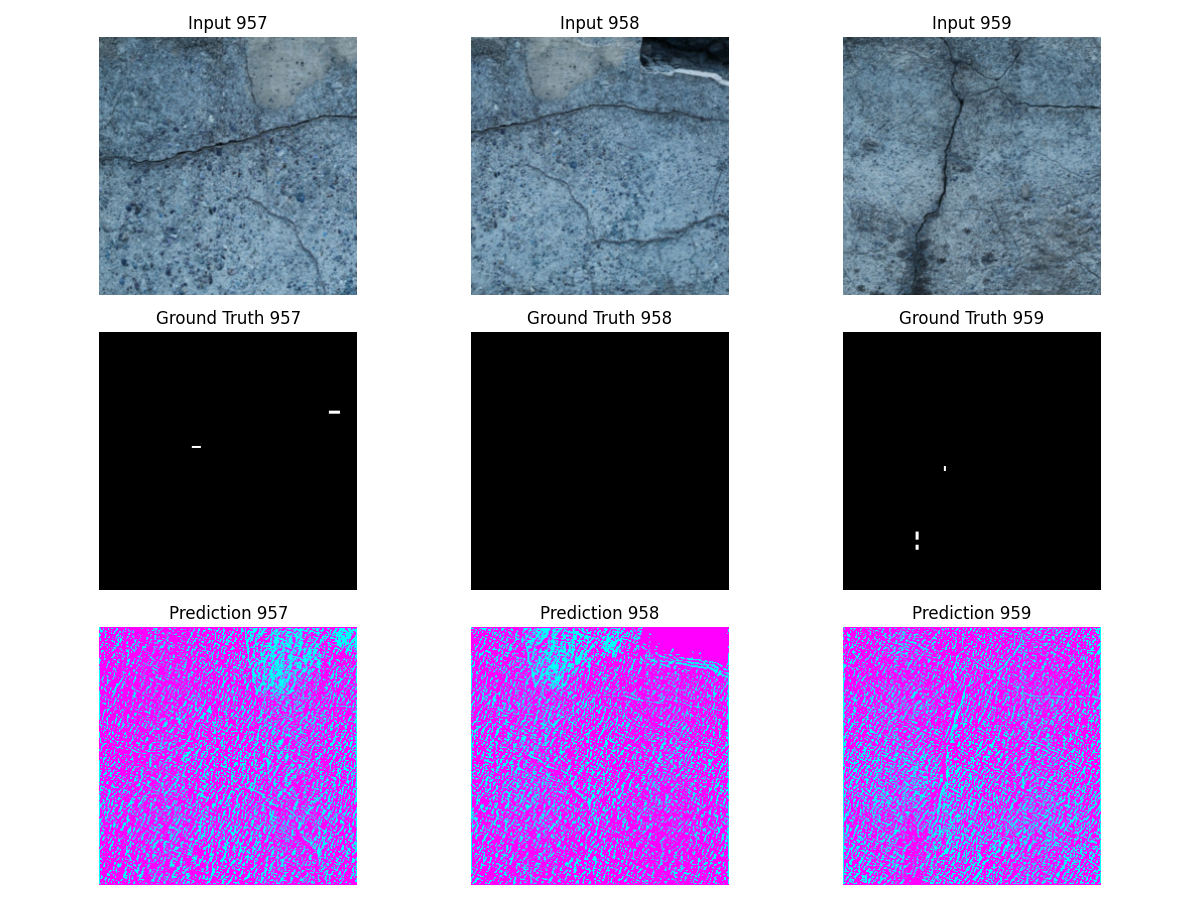 Input 957
Input 958
Input 959
Ground Truth 957
Ground Truth 958
Ground Truth 959
Prediction 957
Prediction 958
Prediction 959